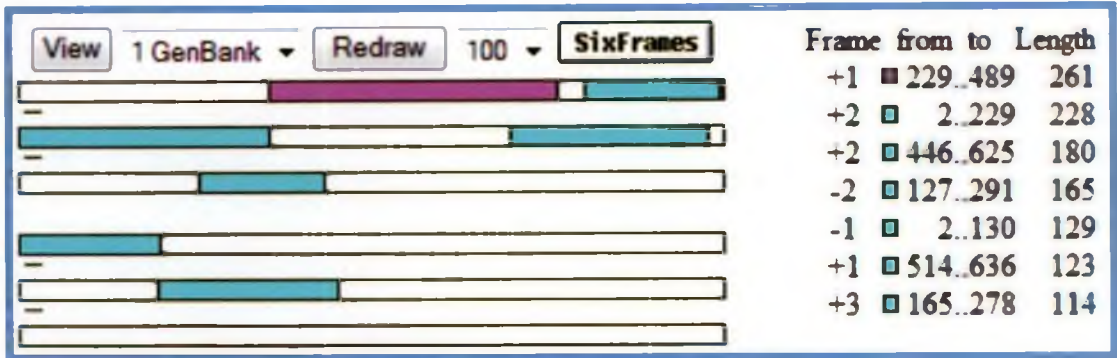 View 1 GenBank Redraw 100 SixFrames
Frame from to Length
+1 229..489 261
+2 2..229 228
+2 446..625 180
-2 127..291 165
-1 2..130 129
+1 514..636 123
+3 165..278 114